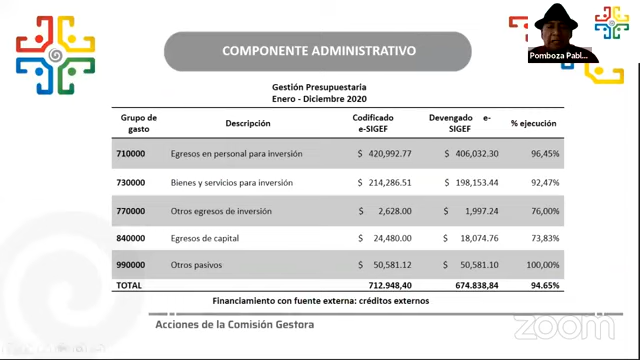 COMPONENTE ADMINISTRATIVO
Pomboza Pabl...
Gestión Presupuestaria
Enero - Diciembre 2020
Grupo de gasto Descripción Codificado e-SIGEF Devengado e-SIGEF % ejecución
710000 Egresos en personal para inversión $ 420,992.77 $ 406,032.30 96,45%
730000 Bienes y servicios para inversión $ 214,286.51 $ 198,153.44 92,47%
770000 Otros egresos de inversión $ 2,628.00 $ 1,997.24 76,00%
840000 Egresos de capital $ 24,480.00 $ 18,074.76 73,83%
990000 Otros pasivos $ 50,581.12 $ 50,581.10 100,00%
TOTAL 712.948,40 674.838,84 94.65%
Financiamiento con fuente externa: créditos externos
Acciones de la Comisión Gestora
zoom